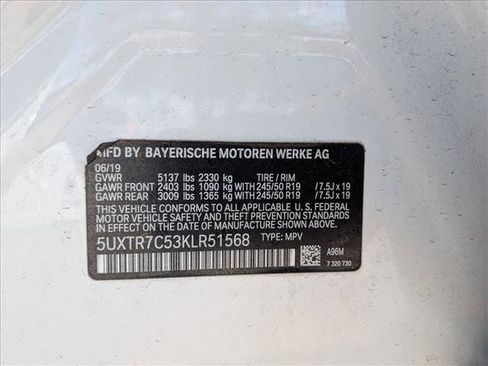 MFD BY BAYERISCHE MOTOREN WERKE AG
06/19
GVWR 5137 lbs 2330 kg TIRE / RIM
GAWR FRONT 2403 lbs 1090 kg WITH 245/50 R19 /7.5J x 19
GAWR REAR 3009 lbs 1365 kg WITH 245/50 R19 /7.5J x 19
THIS VEHICLE CONFORMS TO ALL APPLICABLE U. S. FEDERAL
MOTOR VEHICLE SAFETY, BUMPER, AND THEFT PREVENTION
STANDARDS IN EFFECT ON THE DATE OF MANUFACTURE SHOWN ABOVE.
5UXTR7C53KLR51568 TYPE: MPV
A96M
7 320 730